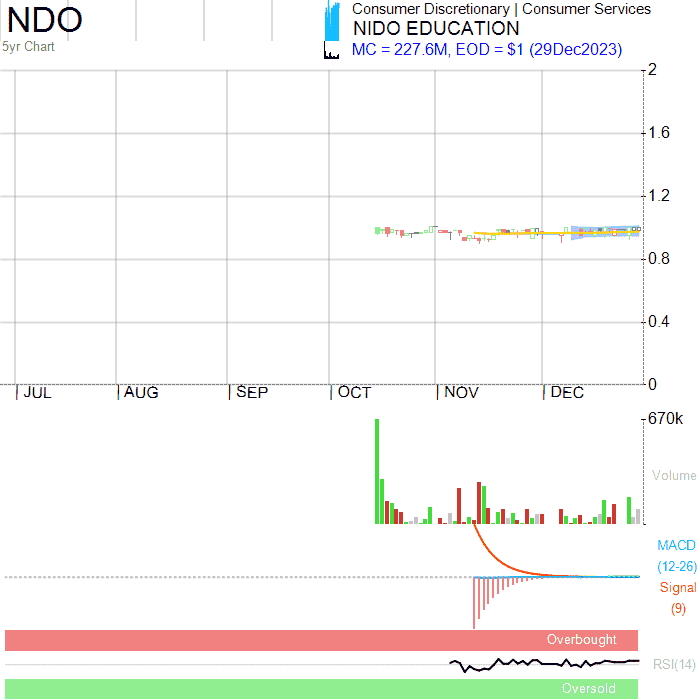 NDO
5yr Chart
Consumer Discretionary | Consumer Services
NIDO EDUCATION
MC = 227.6M, EOD = $1 (29Dec2023)
2
1.6
1.2
0.8
0.4
0
JUL AUG SEP OCT NOV DEC
670k
Volume
MACD
(12-26)
Signal
(9)
Overbought
RSI(14)
Oversold